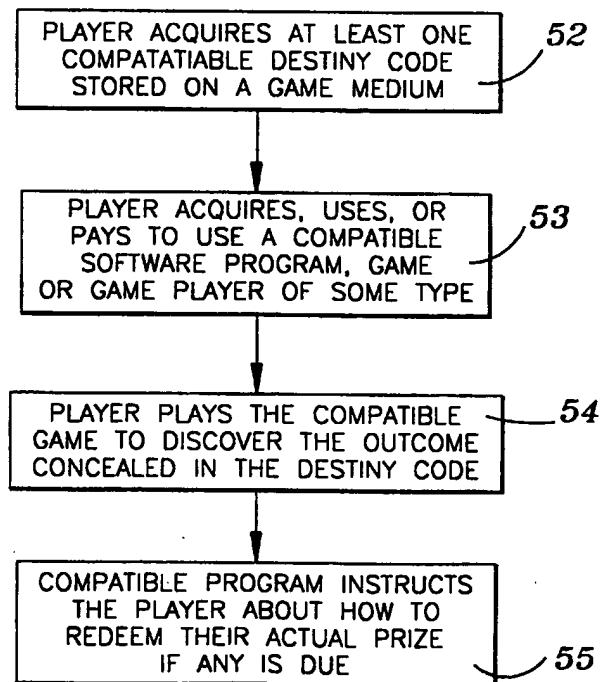 PLAYER ACQUIRES AT LEAST ONE
COMPATATIABLE DESTINY CODE
STORED ON A GAME MEDIUM
52
PLAYER ACQUIRES, USES, OR
PAYS TO USE A COMPATIBLE
SOFTWARE PROGRAM, GAME
OR GAME PLAYER OF SOME TYPE
53
PLAYER PLAYS THE COMPATIBLE
GAME TO DISCOVER THE OUTCOME
CONCEALED IN THE DESTINY CODE
54
COMPATIBLE PROGRAM INSTRUCTS
THE PLAYER ABOUT HOW TO
REDEEM THEIR ACTUAL PRIZE
IF ANY IS DUE
55